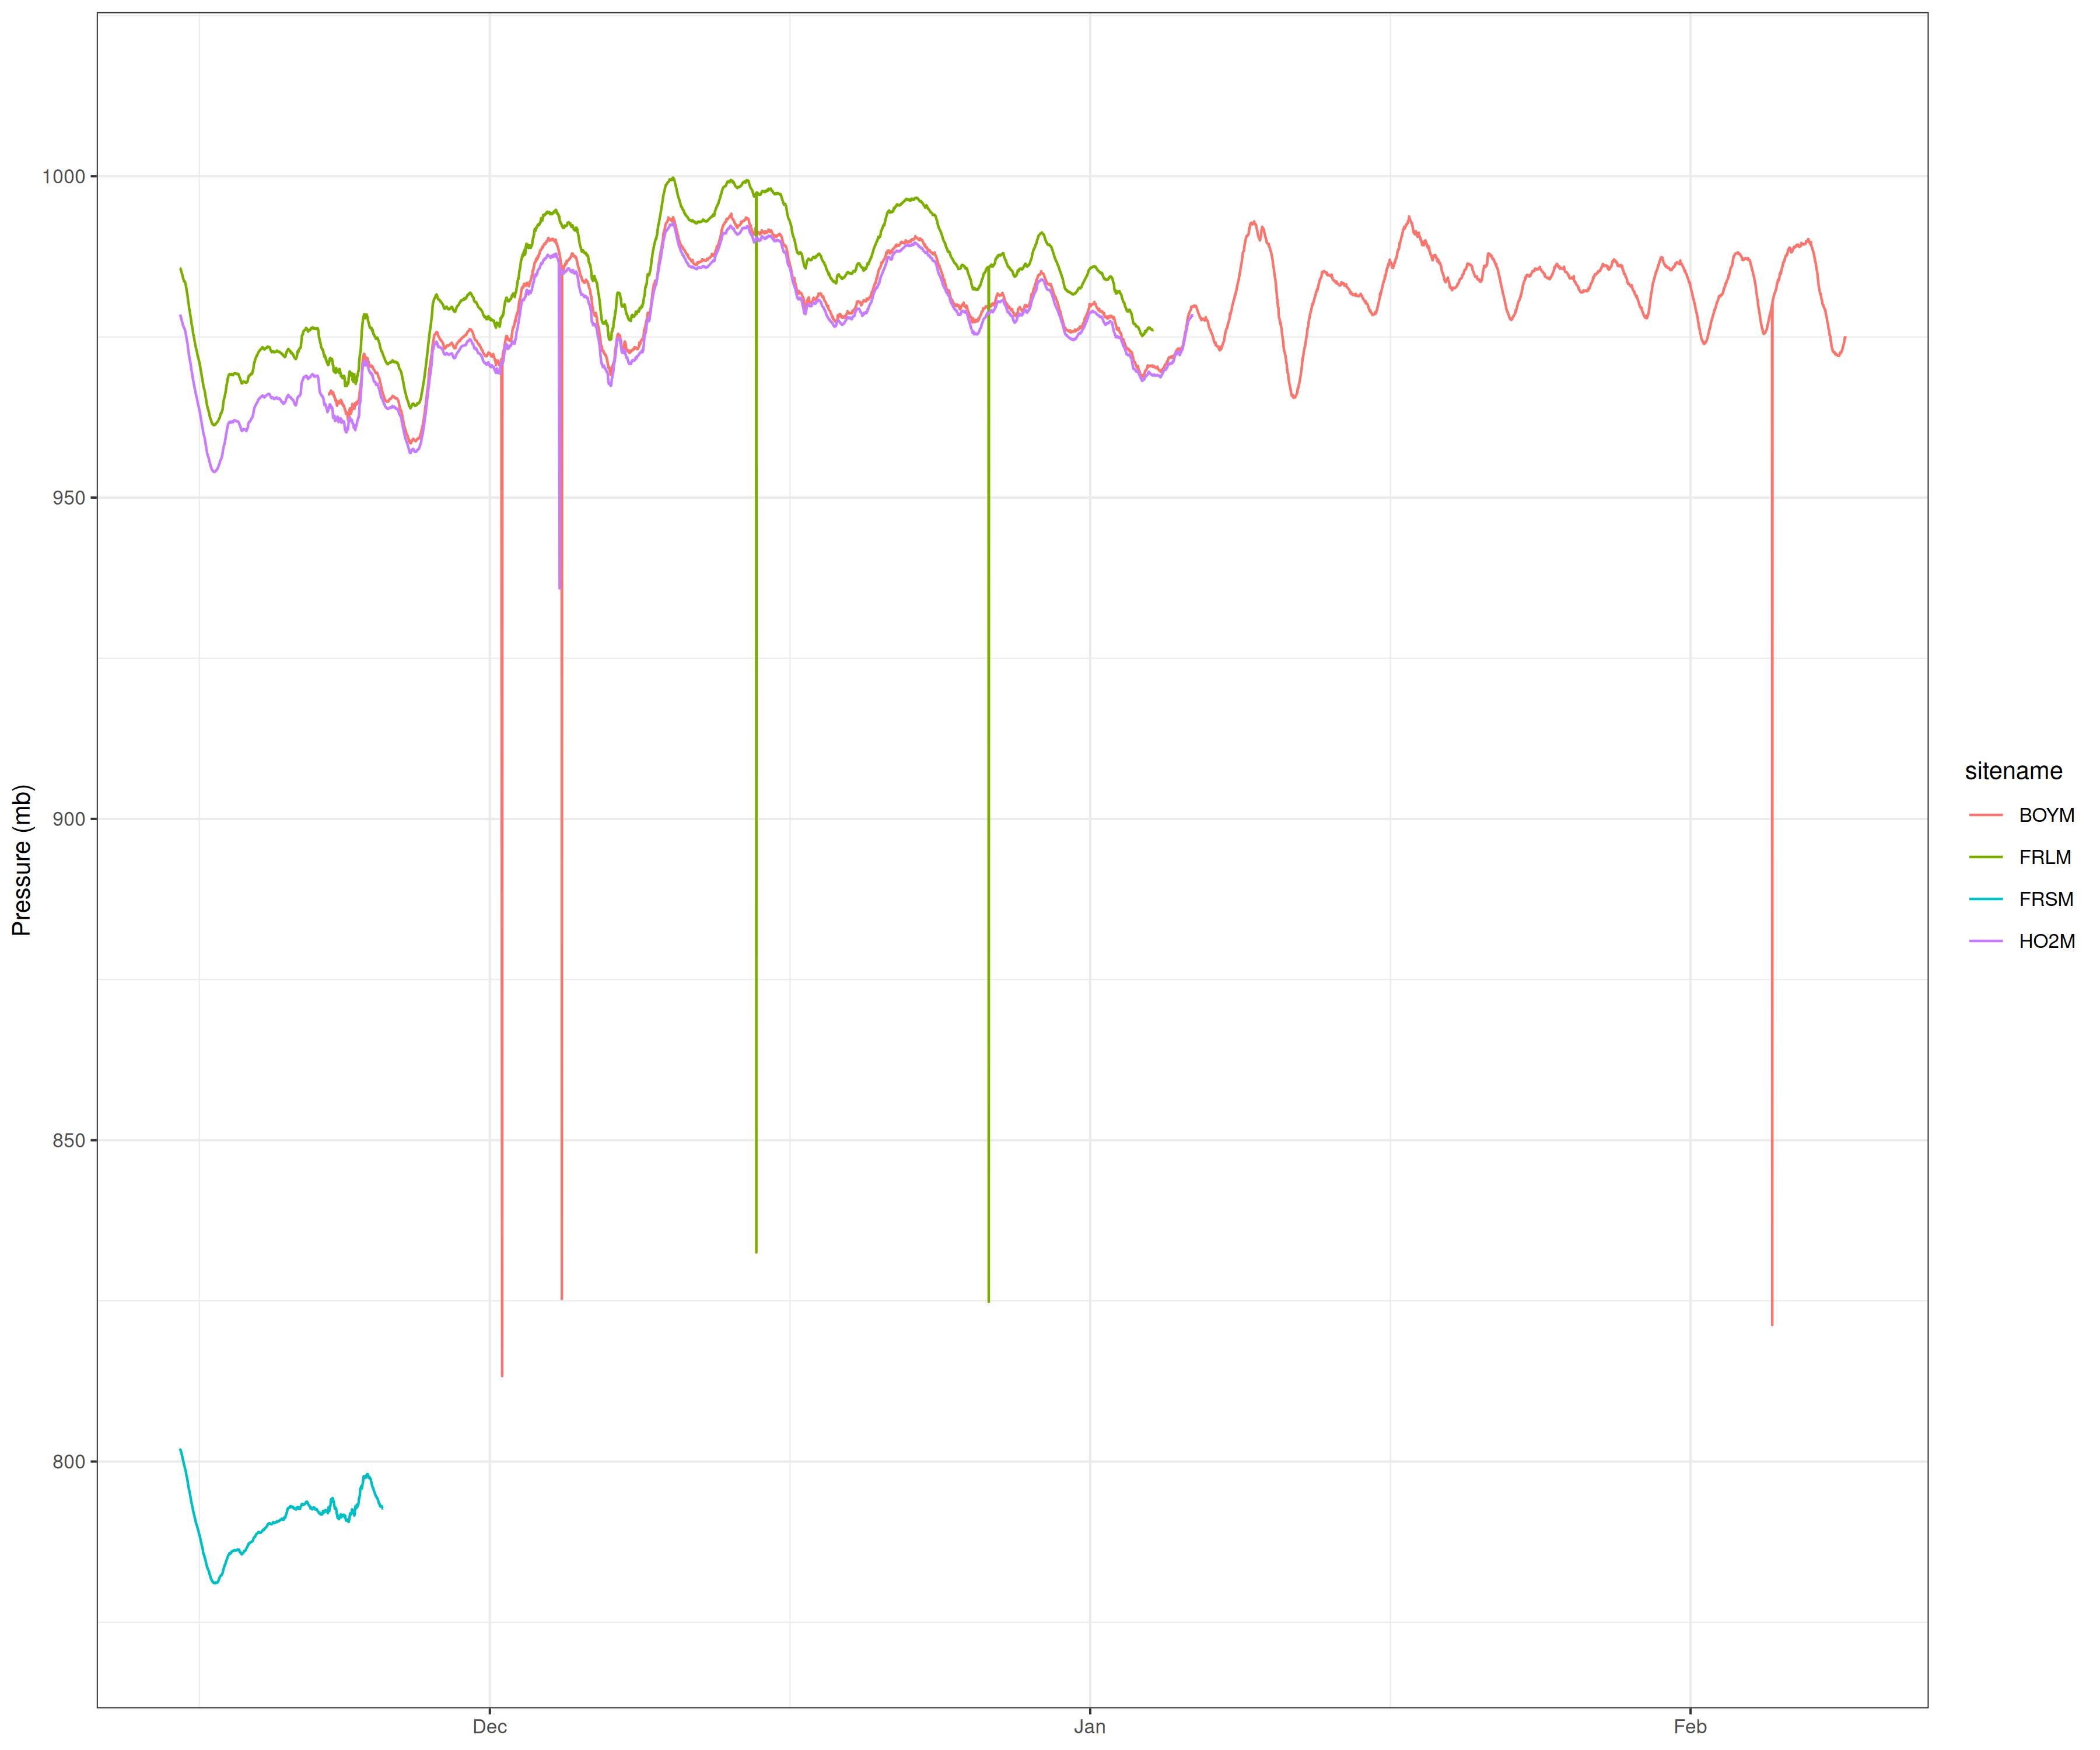 1000
950
900
850
800
Pressure (mb)
Dec
Jan
Feb
sitename
BOYM
FRLM
FRSM
HO2M